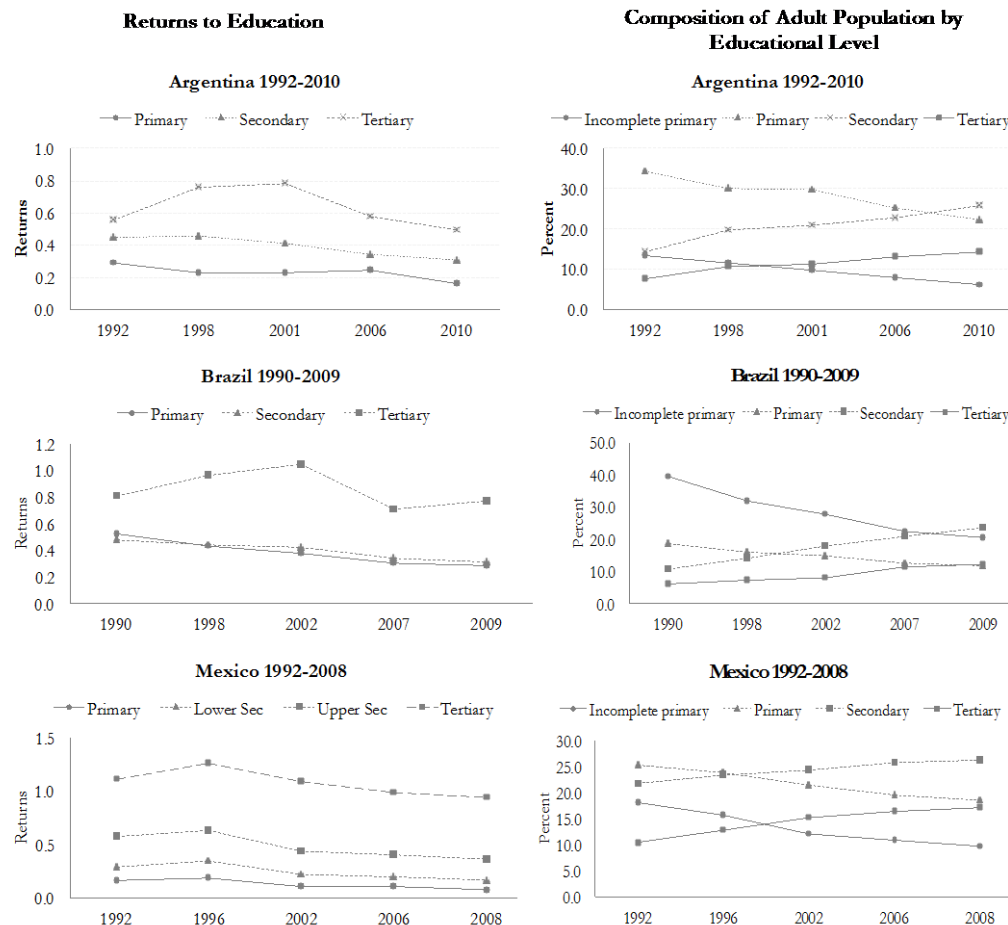 Returns to Education
Composition of Adult Population by
Educational Level
Argentina 1992-2010
Primary Secondary Tertiary
1.0
0.8
0.6
0.4
0.2
0.0
Returns
1992 1998 2001 2006 2010
Argentina 1992-2010
Incomplete primary Primary Secondary Tertiary
40.0
30.0
20.0
10.0
0.0
Percent
1992 1998 2001 2006 2010
Brazil 1990-2009
Primary Secondary Tertiary
1.2
1.0
0.8
0.6
0.4
0.2
0.0
Returns
1990 1998 2002 2007 2009
Brazil 1990-2009
Incomplete primary Primary Secondary Tertiary
50.0
40.0
30.0
20.0
10.0
0.0
Percent
1990 1998 2002 2007 2009
Mexico 1992-2008
Primary Lower Sec Upper Sec Tertiary
1.5
1.0
0.5
0.0
Returns
1992 1996 2002 2006 2008
Mexico 1992-2008
Incomplete primary Primary Secondary Tertiary
30.0
25.0
20.0
15.0
10.0
5.0
0.0
Percent
1992 1996 2002 2006 2008